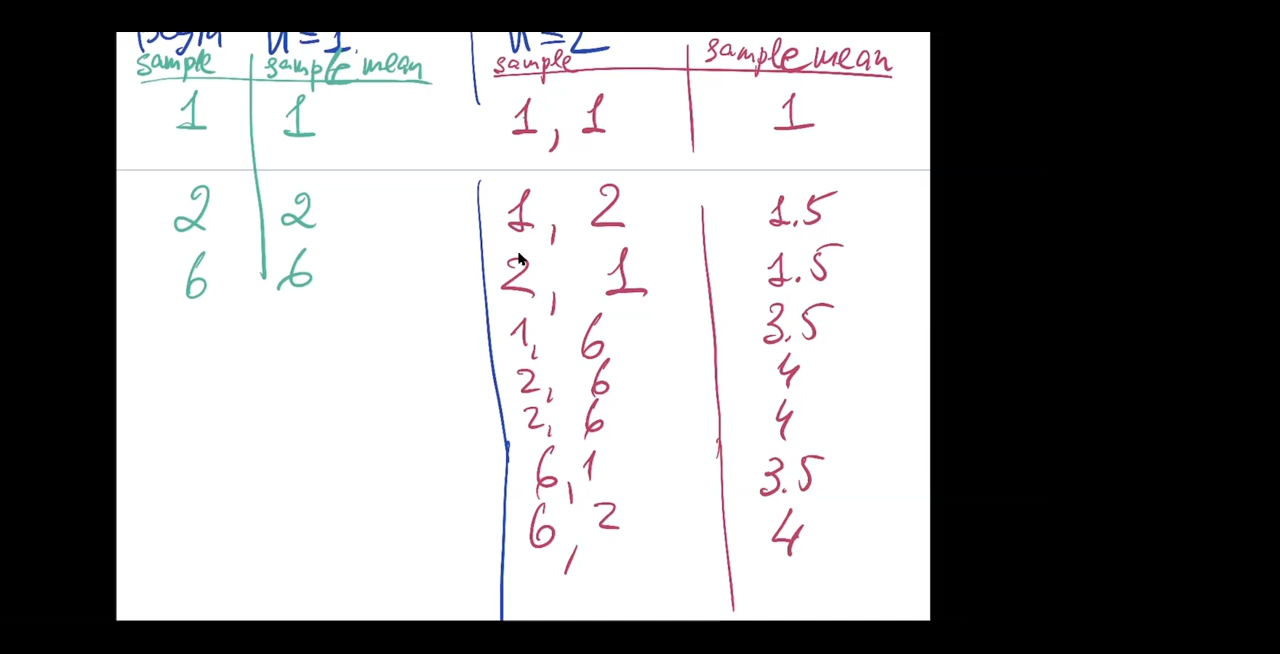 n = 1 n = 2
sample sample mean sample sample mean
1 1 1, 1 1
2 2 1, 2 1.5
6 6 2, 1 1.5
1, 6 3.5
2, 6 4
2, 6 4
6, 1 3.5
6, 2 4